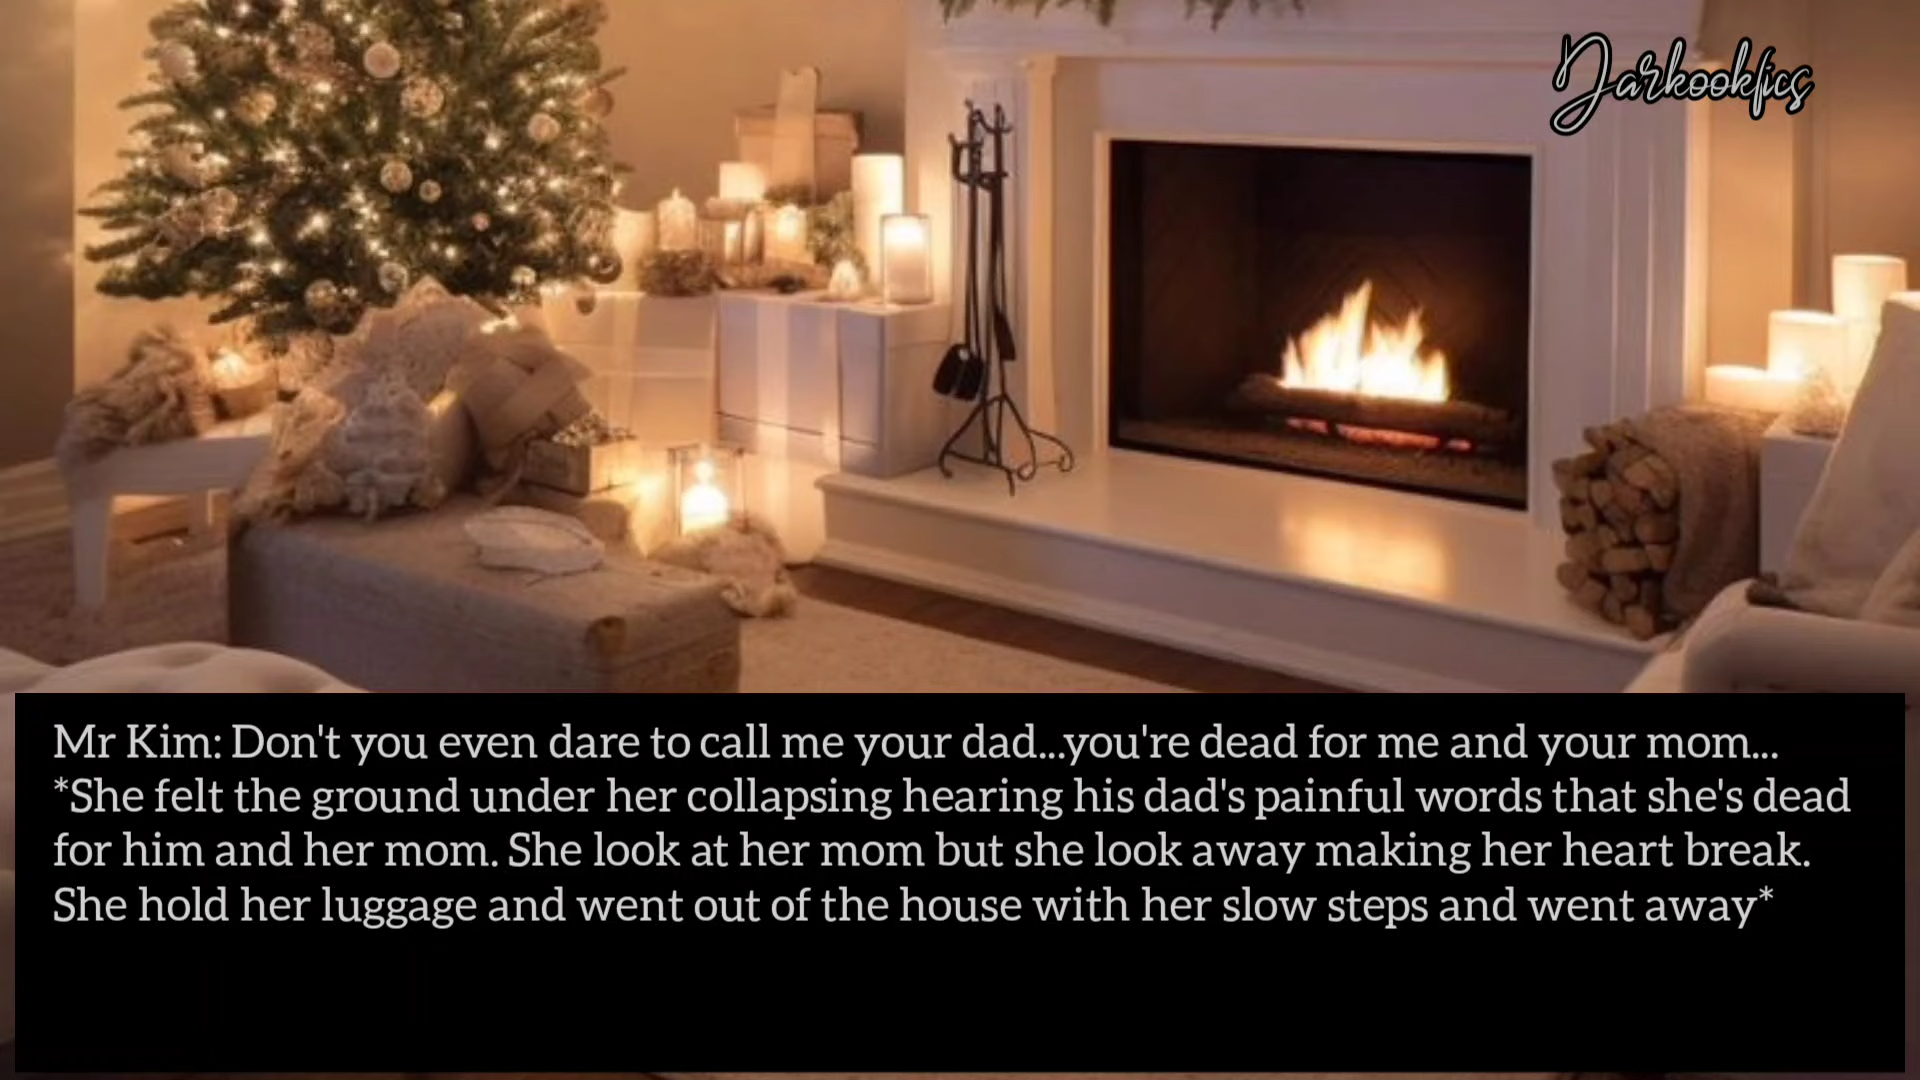 Darkookfics
Mr Kim: Don't you even dare to call me your dad...you're dead for me and your mom...
*She felt the ground under her collapsing hearing his dad's painful words that she's dead
for him and her mom. She look at her mom but she look away making her heart break.
She hold her luggage and went out of the house with her slow steps and went away*